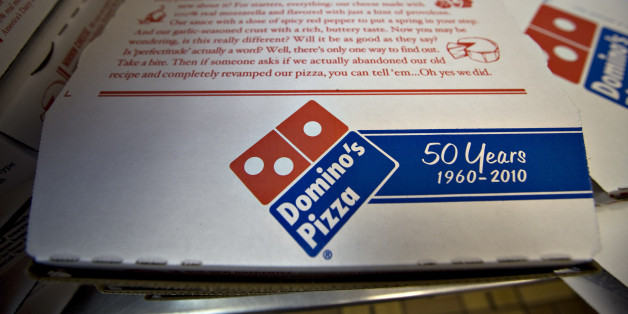 new about it? For starters, everything: our cheese made with
100% real mozzarella and flavored with just a hint of provolone.
Our sauce with a dose of spicy red pepper to put a spring in your step.
And our garlic-seasoned crust with a rich, buttery taste. Now you may be
wondering, is this really different? Will it be as good as they say?
Is 'perfectitude' actually a word? Well, there's only one way to find out.
Take a bite. Then if someone asks if we actually abandoned our old
recipe and completely revamped our pizza, you can tell 'em...Oh yes we did.
Domino's
Pizza
®
50 Years
1960-2010
Domino's
Pizza